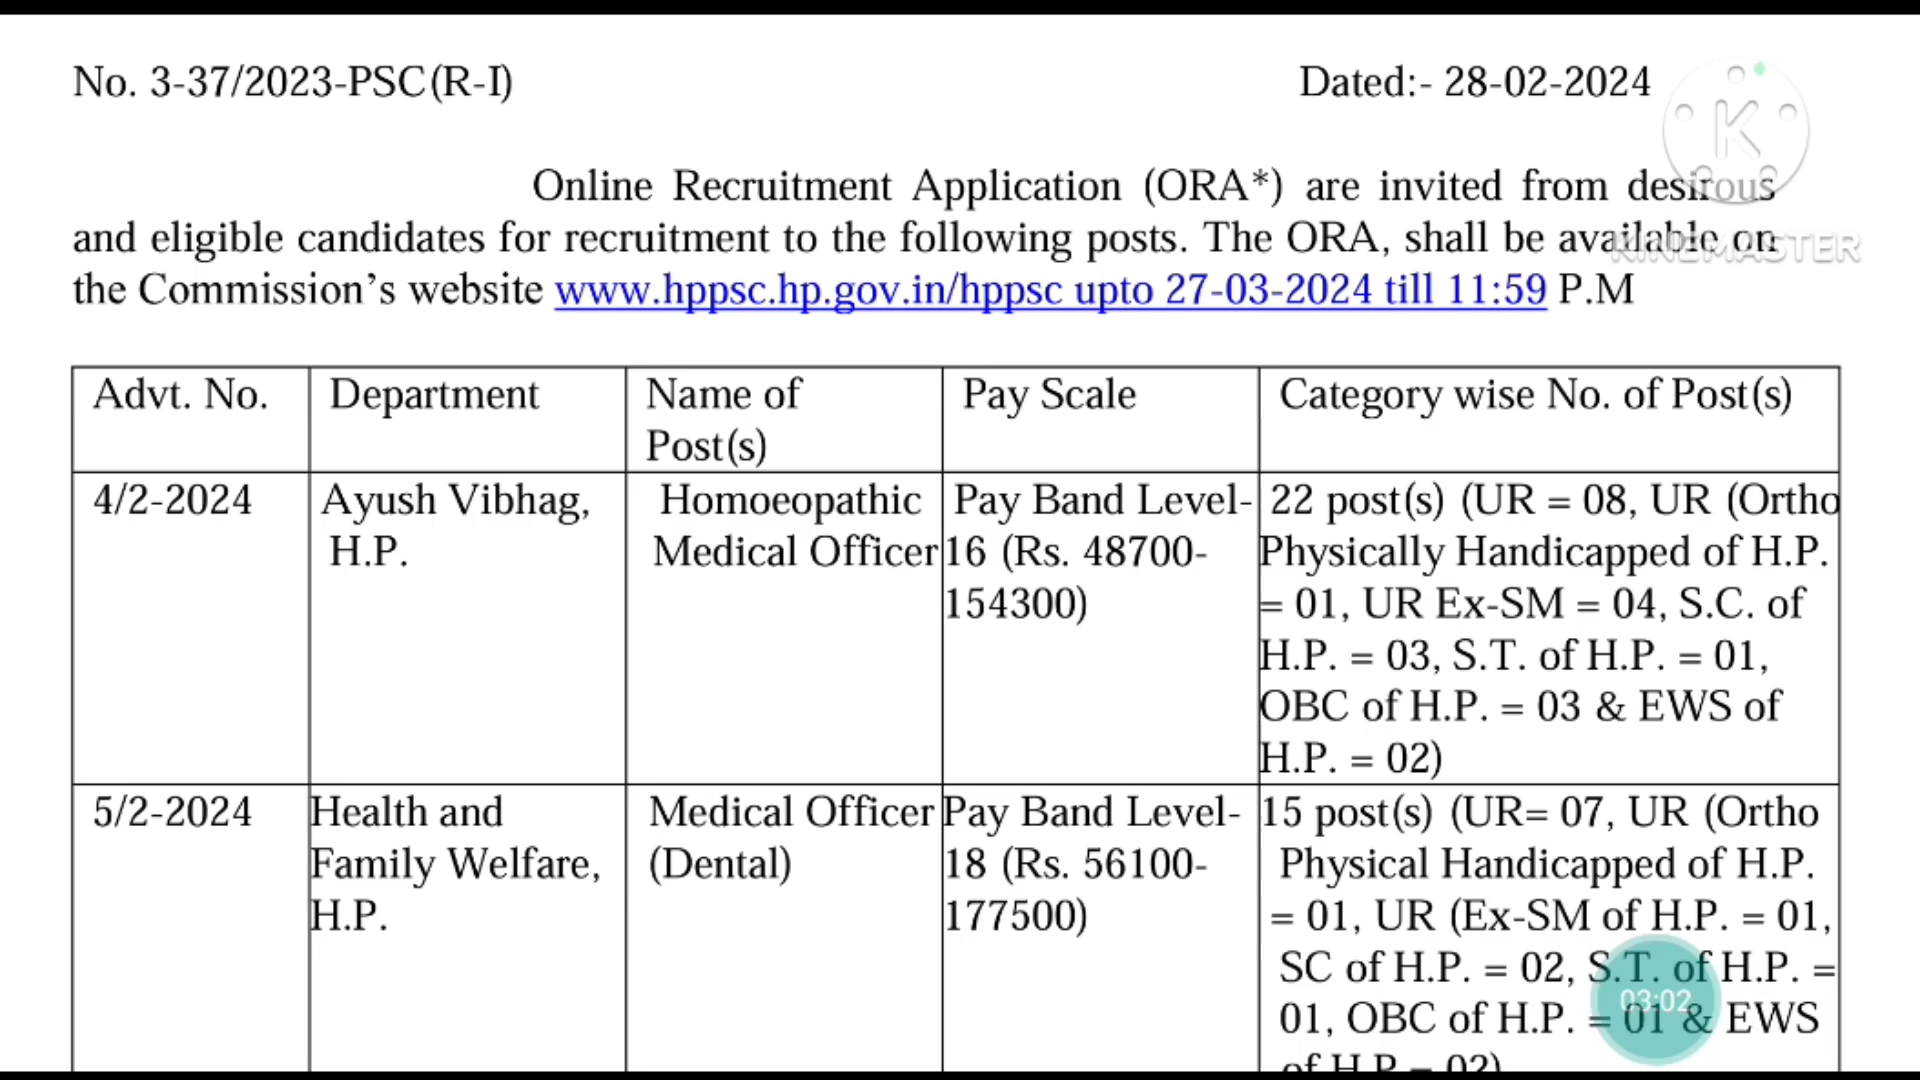 No. 3-37/2023-PSC(R-I) Dated:- 28-02-2024
Online Recruitment Application (ORA*) are invited from desirous
and eligible candidates for recruitment to the following posts. The ORA, shall be available on
the Commission's website www.hppsc.hp.gov.in/hppsc upto 27-03-2024 till 11:59 P.M
K
KINEMASTER
Advt. No.
Department
Name of
Post(s)
Pay Scale
Category wise No. of Post(s)
4/2-2024
Ayush Vibhag,
H.P.
Homoeopathic
Medical Officer
Pay Band Level-
16 (Rs. 48700-
154300)
22 post(s) (UR = 08, UR (Ortho
Physically Handicapped of H.P.
= 01, UR Ex-SM = 04, S.C. of
H.P. = 03, S.T. of H.P. = 01,
OBC of H.P. = 03 & EWS of
H.P. = 02)
5/2-2024
Health and
Family Welfare,
H.P.
Medical Officer
(Dental)
Pay Band Level-
18 (Rs. 56100-
177500)
15 post(s) (UR= 07, UR (Ortho
Physical Handicapped of H.P.
= 01, UR (Ex-SM of H.P. = 01,
SC of H.P. = 02, S.T. of H.P. =
01, OBC of H.P. = 01 & EWS
of H.P = 02)
03:02